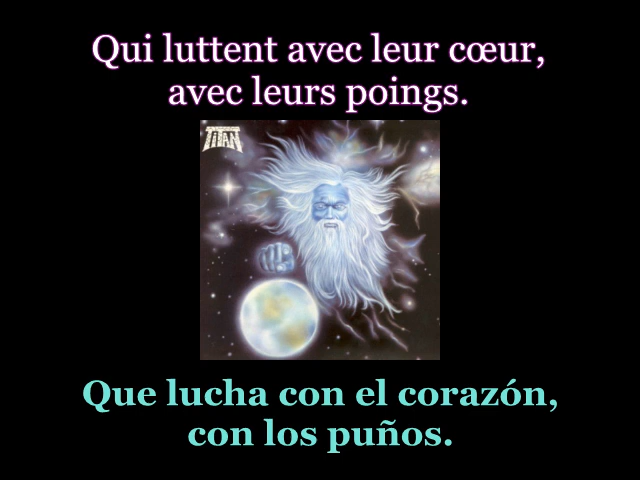 Qui luttent avec leur cœur,
avec leurs poings.
TITAN
Que lucha con el corazón,
con los puños.